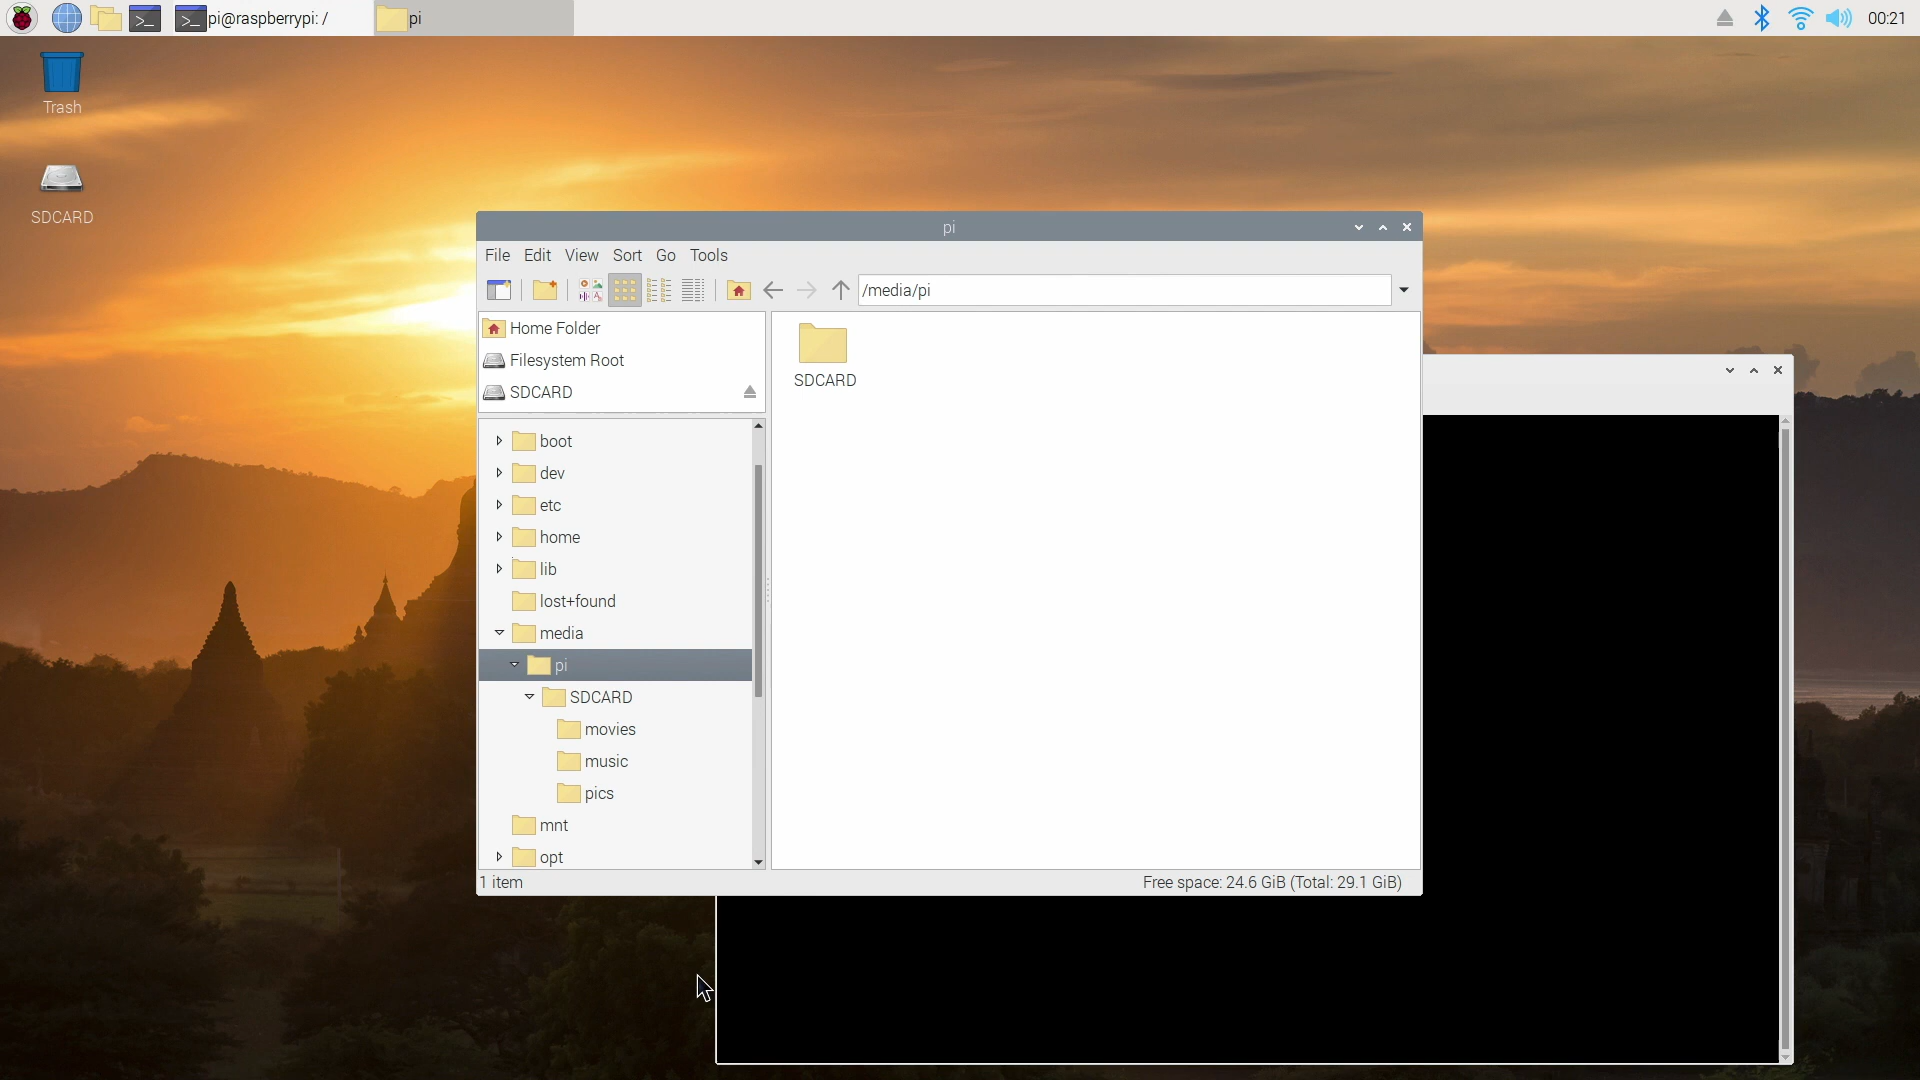 pi@raspberrypi: /
pi
00:21
Trash
SDCARD
pi
File Edit View Sort Go Tools
/media/pi
Home Folder
Filesystem Root
SDCARD
SDCARD
boot
dev
etc
home
lib
lost+found
media
pi
SDCARD
movies
music
pics
mnt
opt
1 item
Free space: 24.6 GiB (Total: 29.1 GiB)